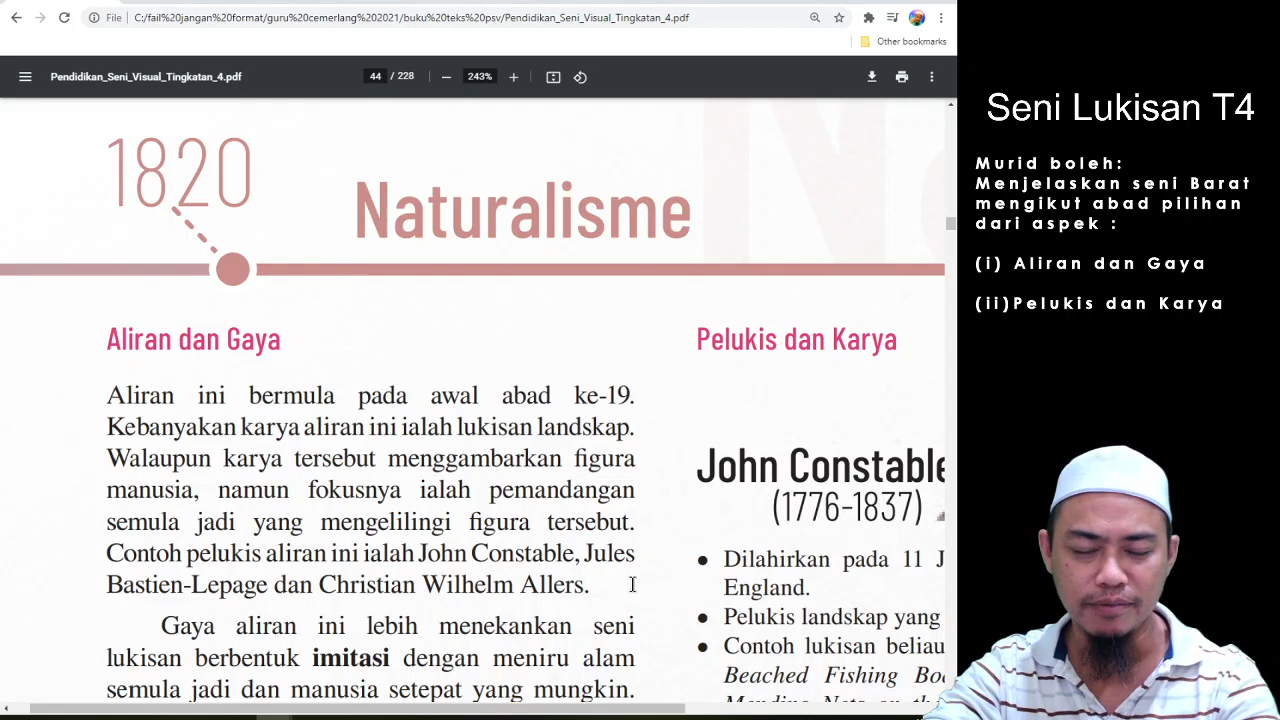 File C:/fail%20jangan%20format/guru%20cemerlang%202021/buku%20teks%20psv/Pendidikan_Seni_Visual_Tingkatan_4.pdf
Other bookmarks
Pendidikan_Seni_Visual_Tingkatan_4.pdf
44 / 228
243%
1820
Naturalisme
Aliran dan Gaya
Aliran ini bermula pada awal abad ke-19.
Kebanyakan karya aliran ini ialah lukisan landskap.
Walaupun karya tersebut menggambarkan figura
manusia, namun fokusnya ialah pemandangan
semula jadi yang mengelilingi figura tersebut.
Contoh pelukis aliran ini ialah John Constable, Jules
Bastien-Lepage dan Christian Wilhelm Allers.
Gaya aliran ini lebih menekankan seni
lukisan berbentuk imitasi dengan meniru alam
semula jadi dan manusia setepat yang mungkin.
Pelukis dan Karya
John Constable
(1776-1837)
● Dilahirkan pada 11 J
England.
● Pelukis landskap yang
● Contoh lukisan beliau
Beached Fishing Bo
Mending Nets on th
Seni Lukisan T4
Murid boleh:
Menjelaskan seni Barat
mengikut abad pilihan
dari aspek :
(i) Aliran dan Gaya
(ii)Pelukis dan Karya